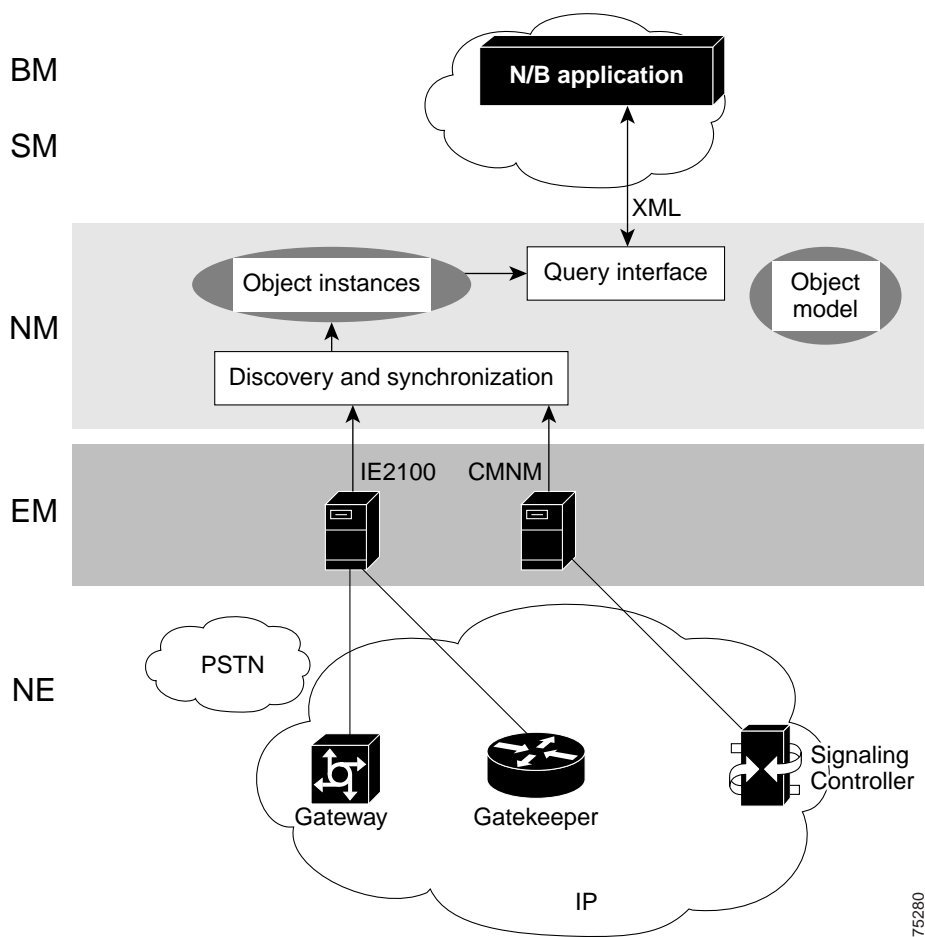 BM
N/B application
SM
XML
Object instances
Query interface
Object
model
NM
Discovery and synchronization
IE2100
CMNM
EM
PSTN
NE
Signaling
Controller
Gateway
Gatekeeper
IP
75280